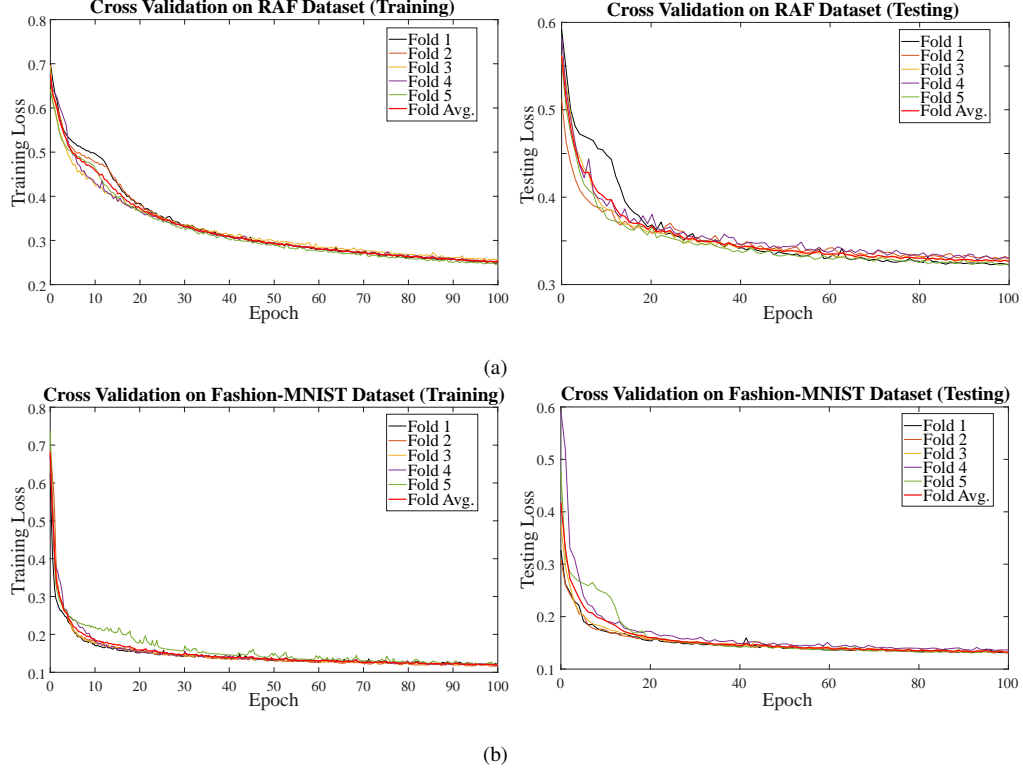 Cross Validation on RAF Dataset (Training)
0.8
0.7
0.6
0.5
0.4
0.3
0.2
Training Loss
Fold 1
Fold 2
Fold 3
Fold 4
Fold 5
Fold Avg.
0 10 20 30 40 50 60 70 80 90 100
Epoch
Cross Validation on RAF Dataset (Testing)
0.6
0.5
0.4
0.3
Testing Loss
Fold 1
Fold 2
Fold 3
Fold 4
Fold 5
Fold Avg.
0 20 40 60 80 100
Epoch
(a)
Cross Validation on Fashion-MNIST Dataset (Training)
0.8
0.7
0.6
0.5
0.4
0.3
0.2
0.1
Training Loss
Fold 1
Fold 2
Fold 3
Fold 4
Fold 5
Fold Avg.
0 10 20 30 40 50 60 70 80 90 100
Epoch
Cross Validation on Fashion-MNIST Dataset (Testing)
0.6
0.5
0.4
0.3
0.2
0.1
Testing Loss
Fold 1
Fold 2
Fold 3
Fold 4
Fold 5
Fold Avg.
0 20 40 60 80 100
Epoch
(b)